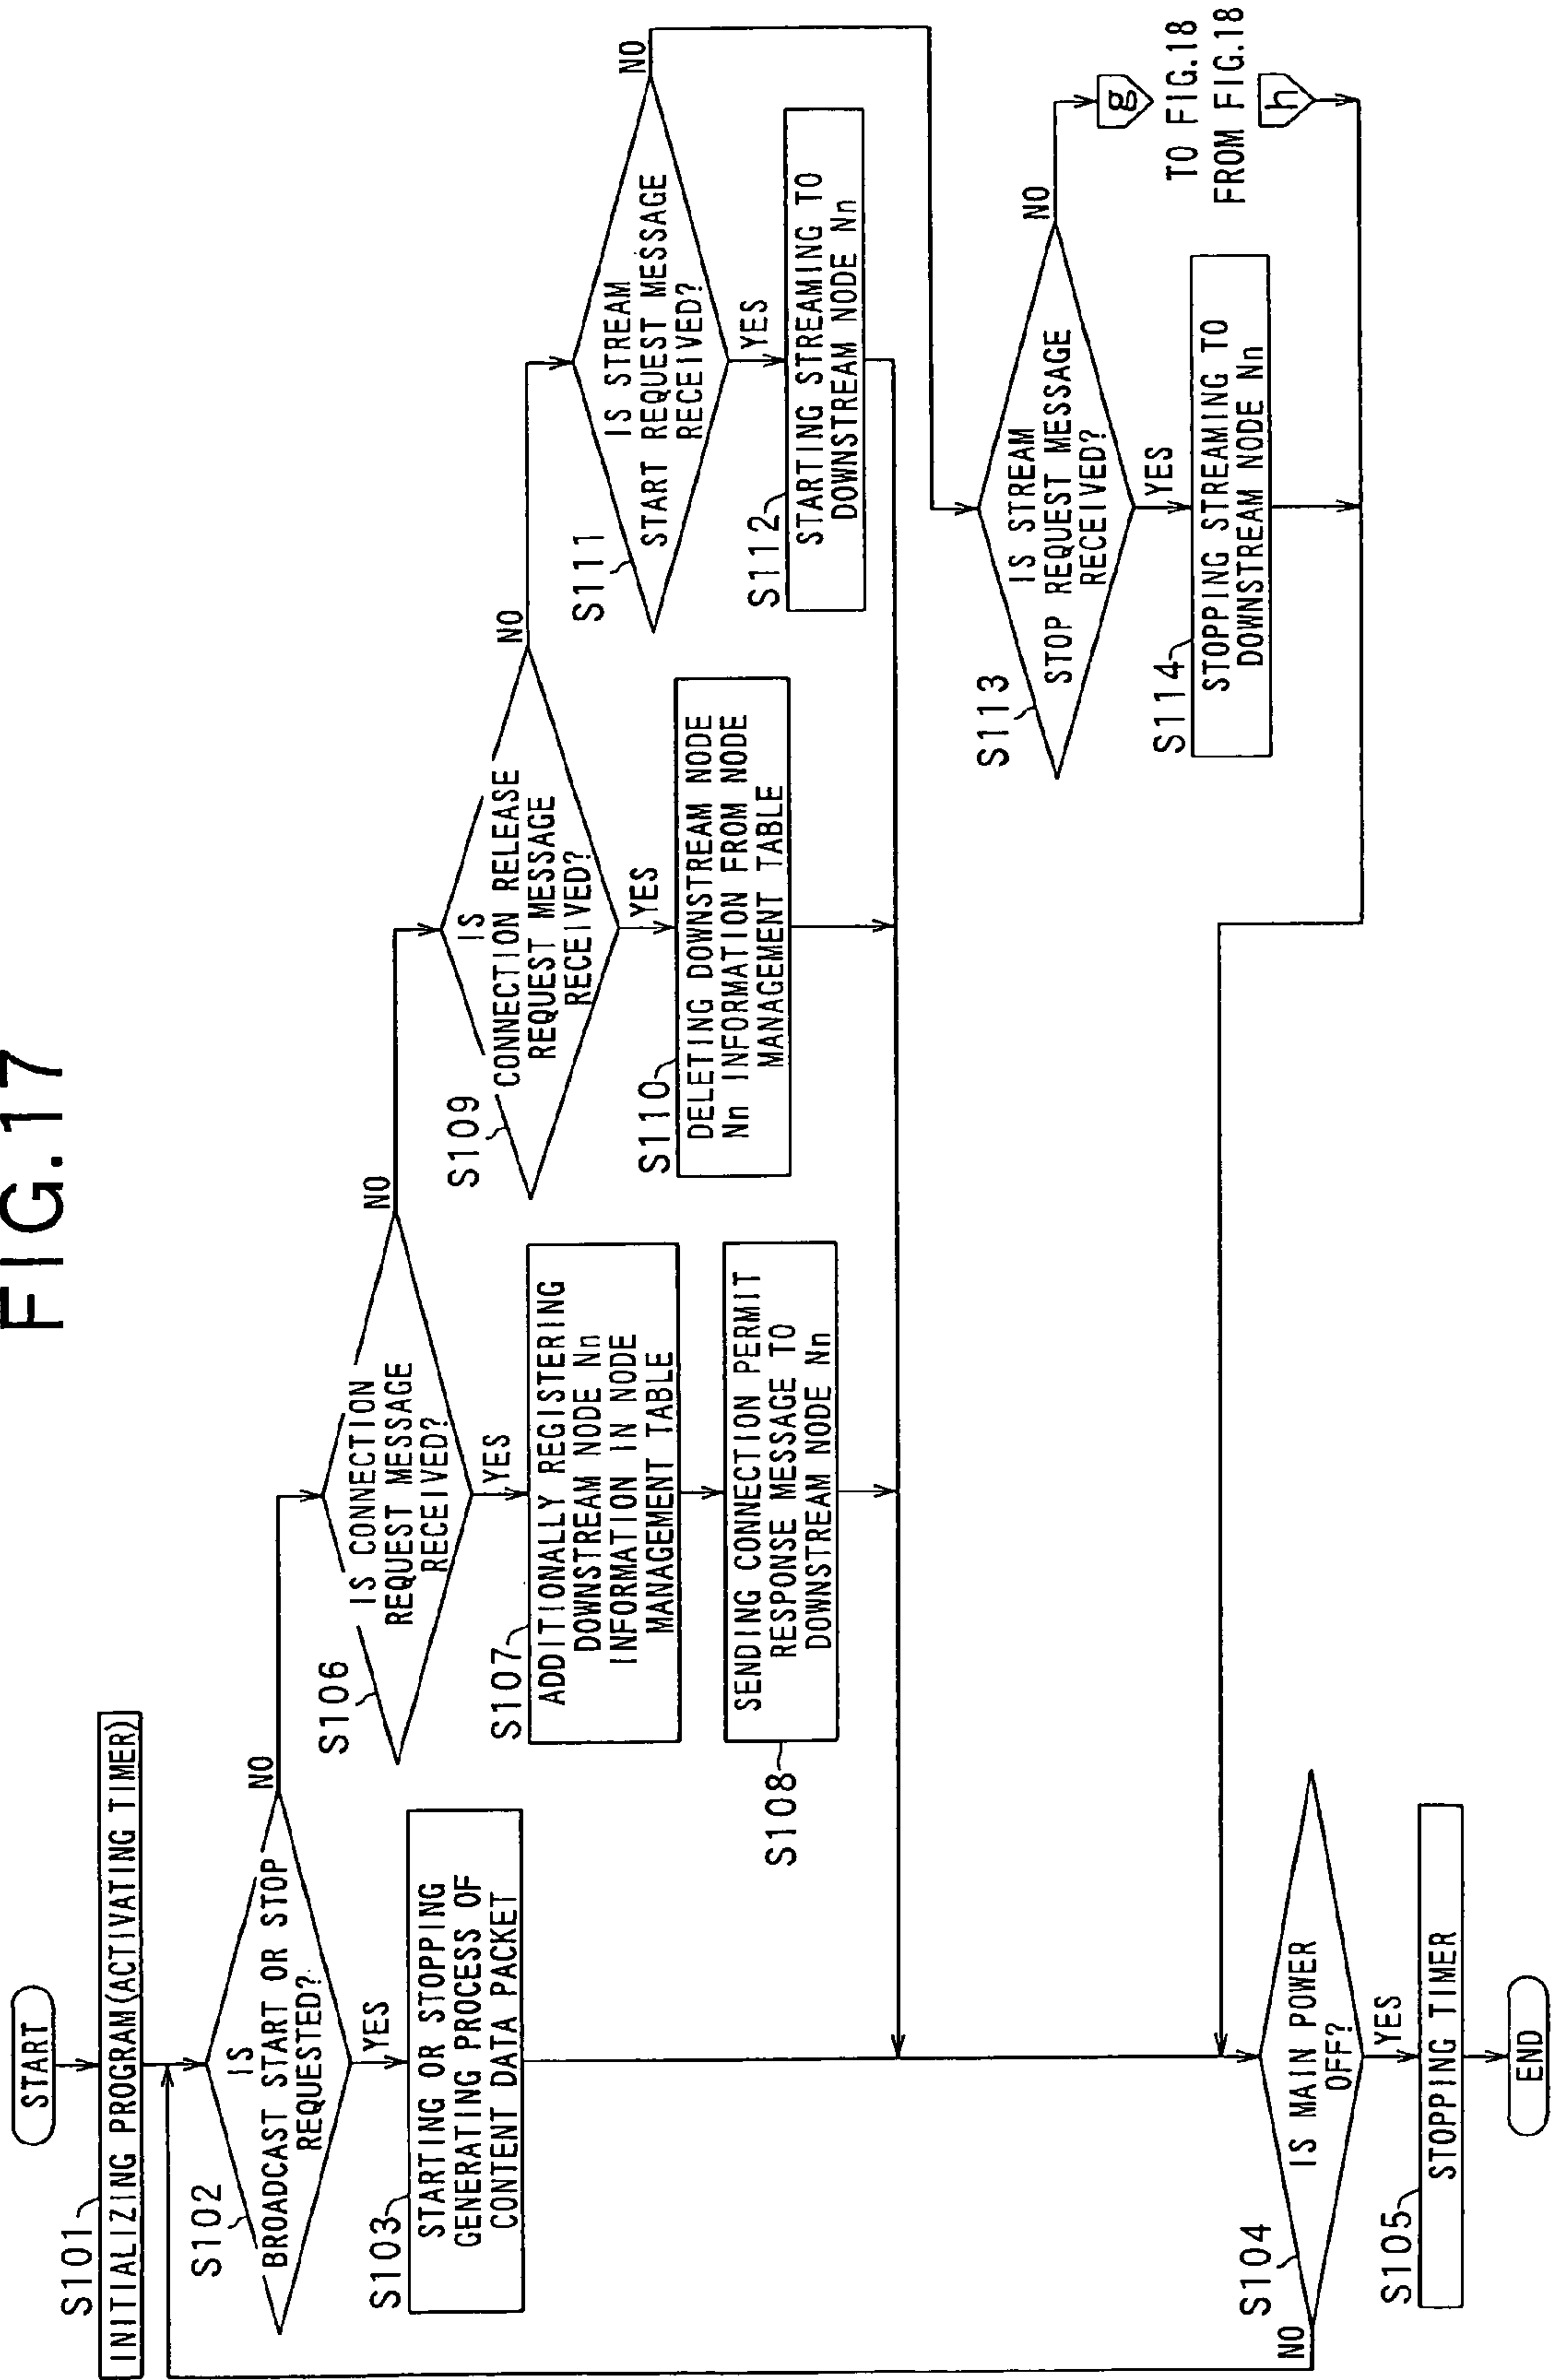 FIG.17
START
S101
INITIALIZING PROGRAM(ACTIVATING TIMER)
S102
IS
BROADCAST START OR STOP
REQUESTED?
NO
YES
S103
STARTING OR STOPPING
GENERATING PROCESS OF
CONTENT DATA PACKET
S106
IS CONNECTION
REQUEST MESSAGE
RECEIVED?
NO
YES
S107
ADDITIONALLY REGISTERING
DOWNSTREAM NODE Nn
INFORMATION IN NODE
MANAGEMENT TABLE
S108
SENDING CONNECTION PERMIT
RESPONSE MESSAGE TO
DOWNSTREAM NODE Nn
S109
IS
CONNECTION RELEASE
REQUEST MESSAGE
RECEIVED?
NO
YES
S110
DELETING DOWNSTREAM NODE
Nn INFORMATION FROM NODE
MANAGEMENT TABLE
S111
IS STREAM
START REQUEST MESSAGE
RECEIVED?
NO
YES
S112
STARTING STREAMING TO
DOWNSTREAM NODE Nn
S113
IS STREAM
STOP REQUEST MESSAGE
RECEIVED?
NO
YES
S114
STOPPING STREAMING TO
DOWNSTREAM NODE Nn
g
TO FIG.18
FROM FIG.18
h
S104
IS MAIN POWER
OFF?
NO
YES
S105
STOPPING TIMER
END